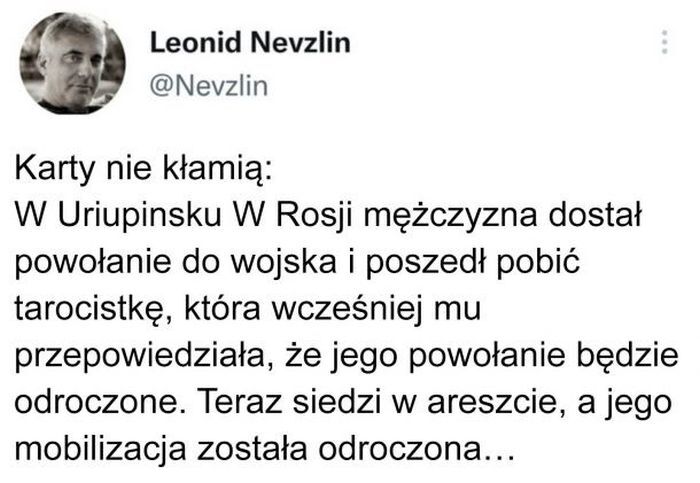 Leonid Nevzlin
@Nevzlin
Karty nie kłamią:
W Uriupinsku W Rosji mężczyzna dostał
powołanie do wojska i poszedł pobić
tarocistkę, która wcześniej mu
przepowiedziała, że jego powołanie będzie
odroczone. Teraz siedzi w areszcie, a jego
mobilizacja została odroczona...